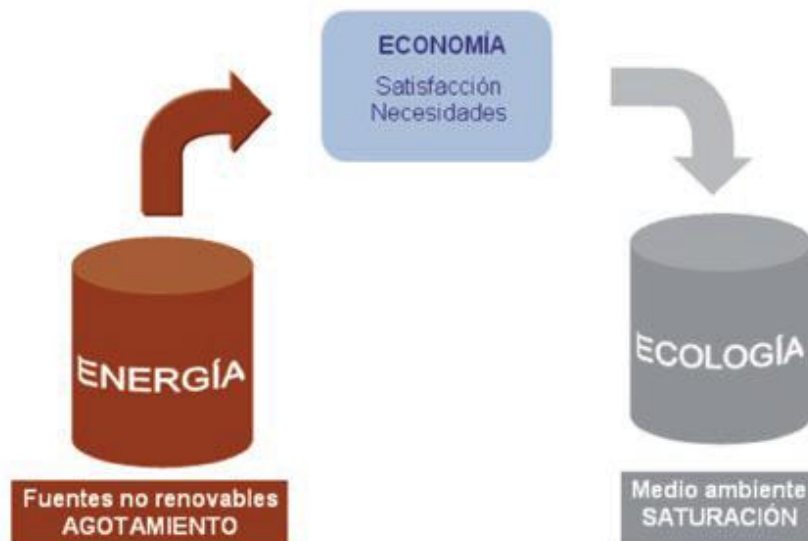 ECONOMÍA
Satisfacción
Necesidades
ENERGÍA
ECOLOGÍA
Fuentes no renovables
AGOTAMIENTO
Medio ambiente
SATURACIÓN